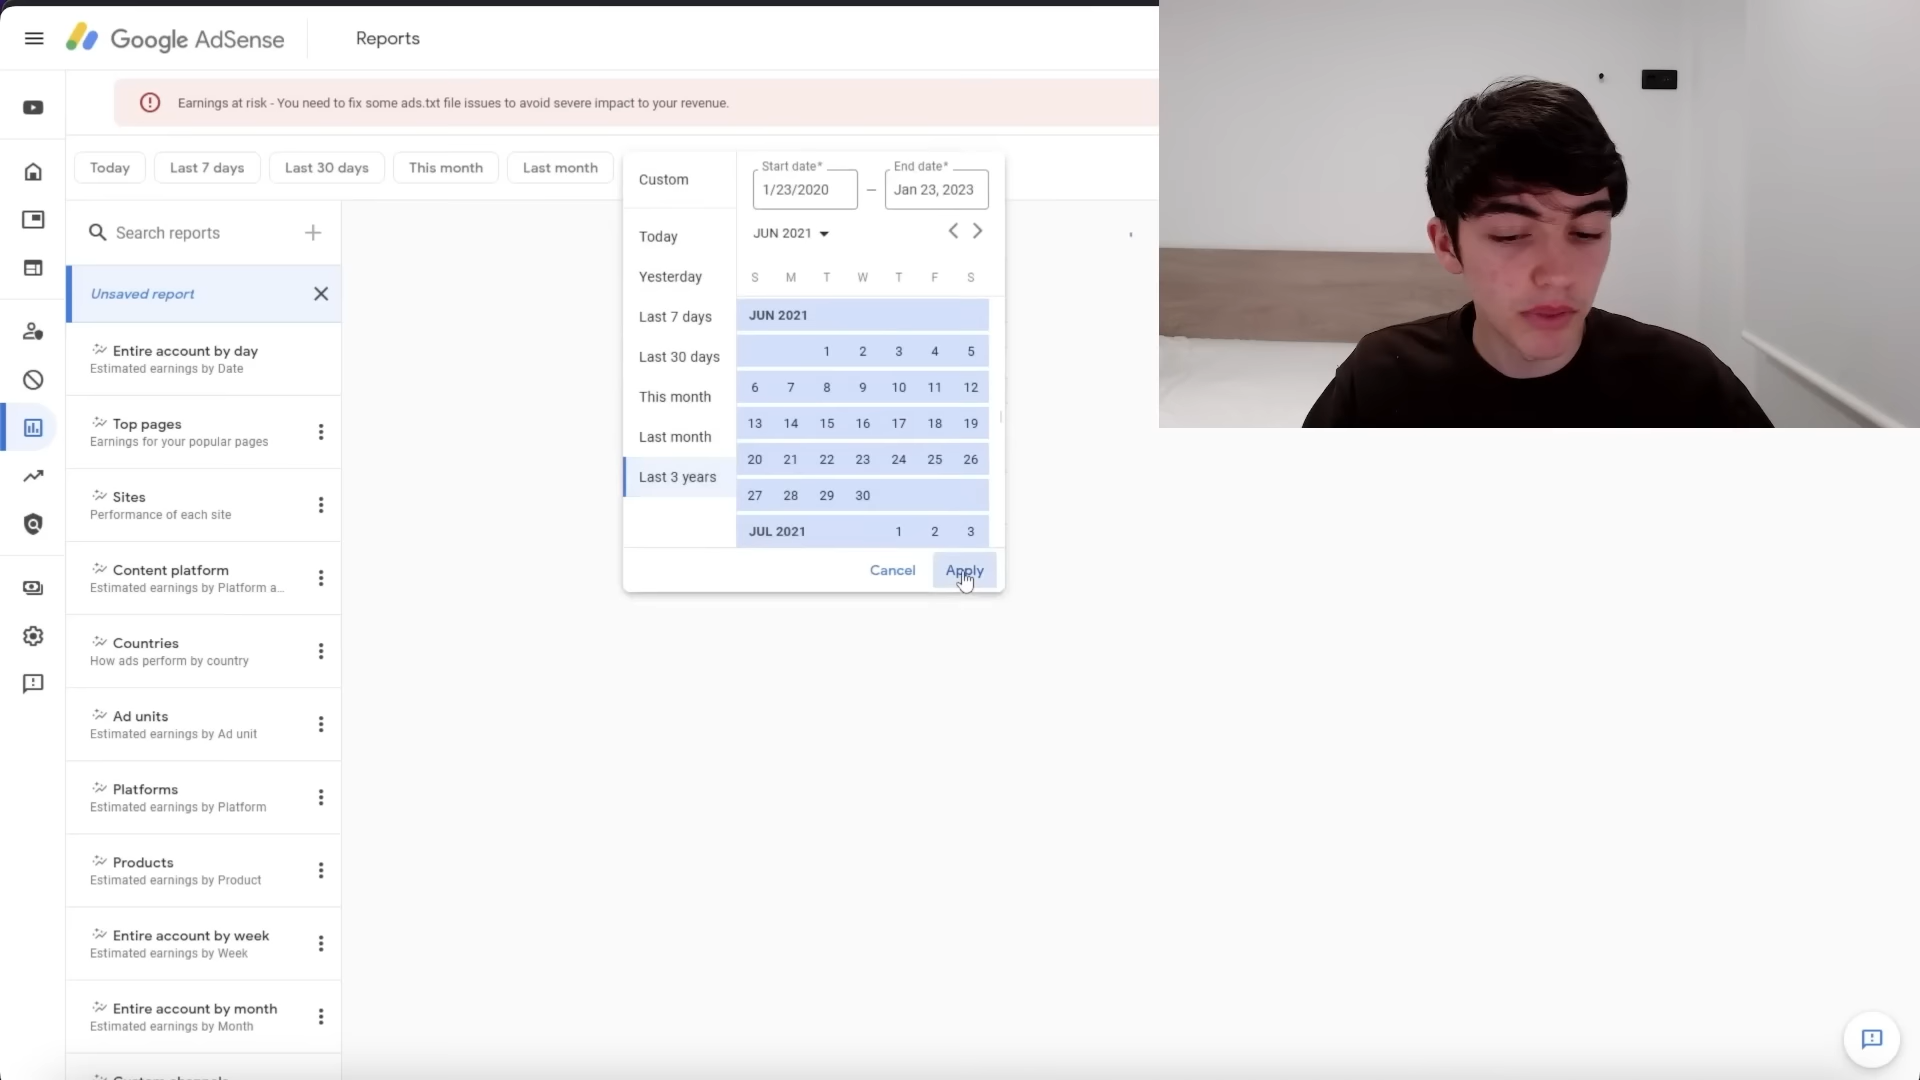 Google AdSense
Reports
Earnings at risk - You need to fix some ads.txt file issues to avoid severe impact to your revenue.
Today
Last 7 days
Last 30 days
This month
Last month
Custom
Today
Yesterday
Last 7 days
Last 30 days
This month
Last month
Last 3 years
Start date*
1/23/2020
–
End date*
Jan 23, 2023
JUN 2021
S M T W T F S
JUN 2021
1 2 3 4 5
6 7 8 9 10 11 12
13 14 15 16 17 18 19
20 21 22 23 24 25 26
27 28 29 30
JUL 2021 1 2 3
Cancel
Apply
Search reports
Unsaved report
Entire account by day
Estimated earnings by Date
Top pages
Earnings for your popular pages
Sites
Performance of each site
Content platform
Estimated earnings by Platform a...
Countries
How ads perform by country
Ad units
Estimated earnings by Ad unit
Platforms
Estimated earnings by Platform
Products
Estimated earnings by Product
Entire account by week
Estimated earnings by Week
Entire account by month
Estimated earnings by Month